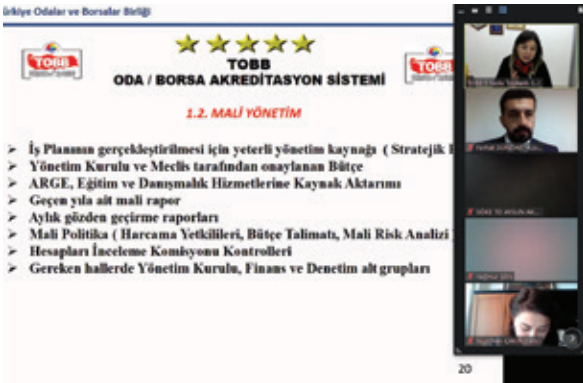 Türkiye Odalar ve Borsalar Birliği
TOBB
TOBB
TOBB
ODA / BORSA AKREDİTASYON SİSTEMİ
1.2. MALİ YÖNETİM
➢ İş Planının gerçekleştirilmesi için yeterli yönetim kaynağı ( Stratejik
➢ Yönetim Kurulu ve Meclis tarafından onaylanan Bütçe
➢ ARGE, Eğitim ve Danışmalık Hizmetlerine Kaynak Aktarımı
➢ Geçen yıla ait mali rapor
➢ Aylık gözden geçirme raporları
➢ Mali Politika ( Harcama Yetkilileri, Bütçe Talimatı, Mali Risk Analizi )
➢ Hesapları İnceleme Komisyonu Kontrolleri
➢ Gereken hallerde Yönetim Kurulu, Finans ve Denetim alt grupları
20